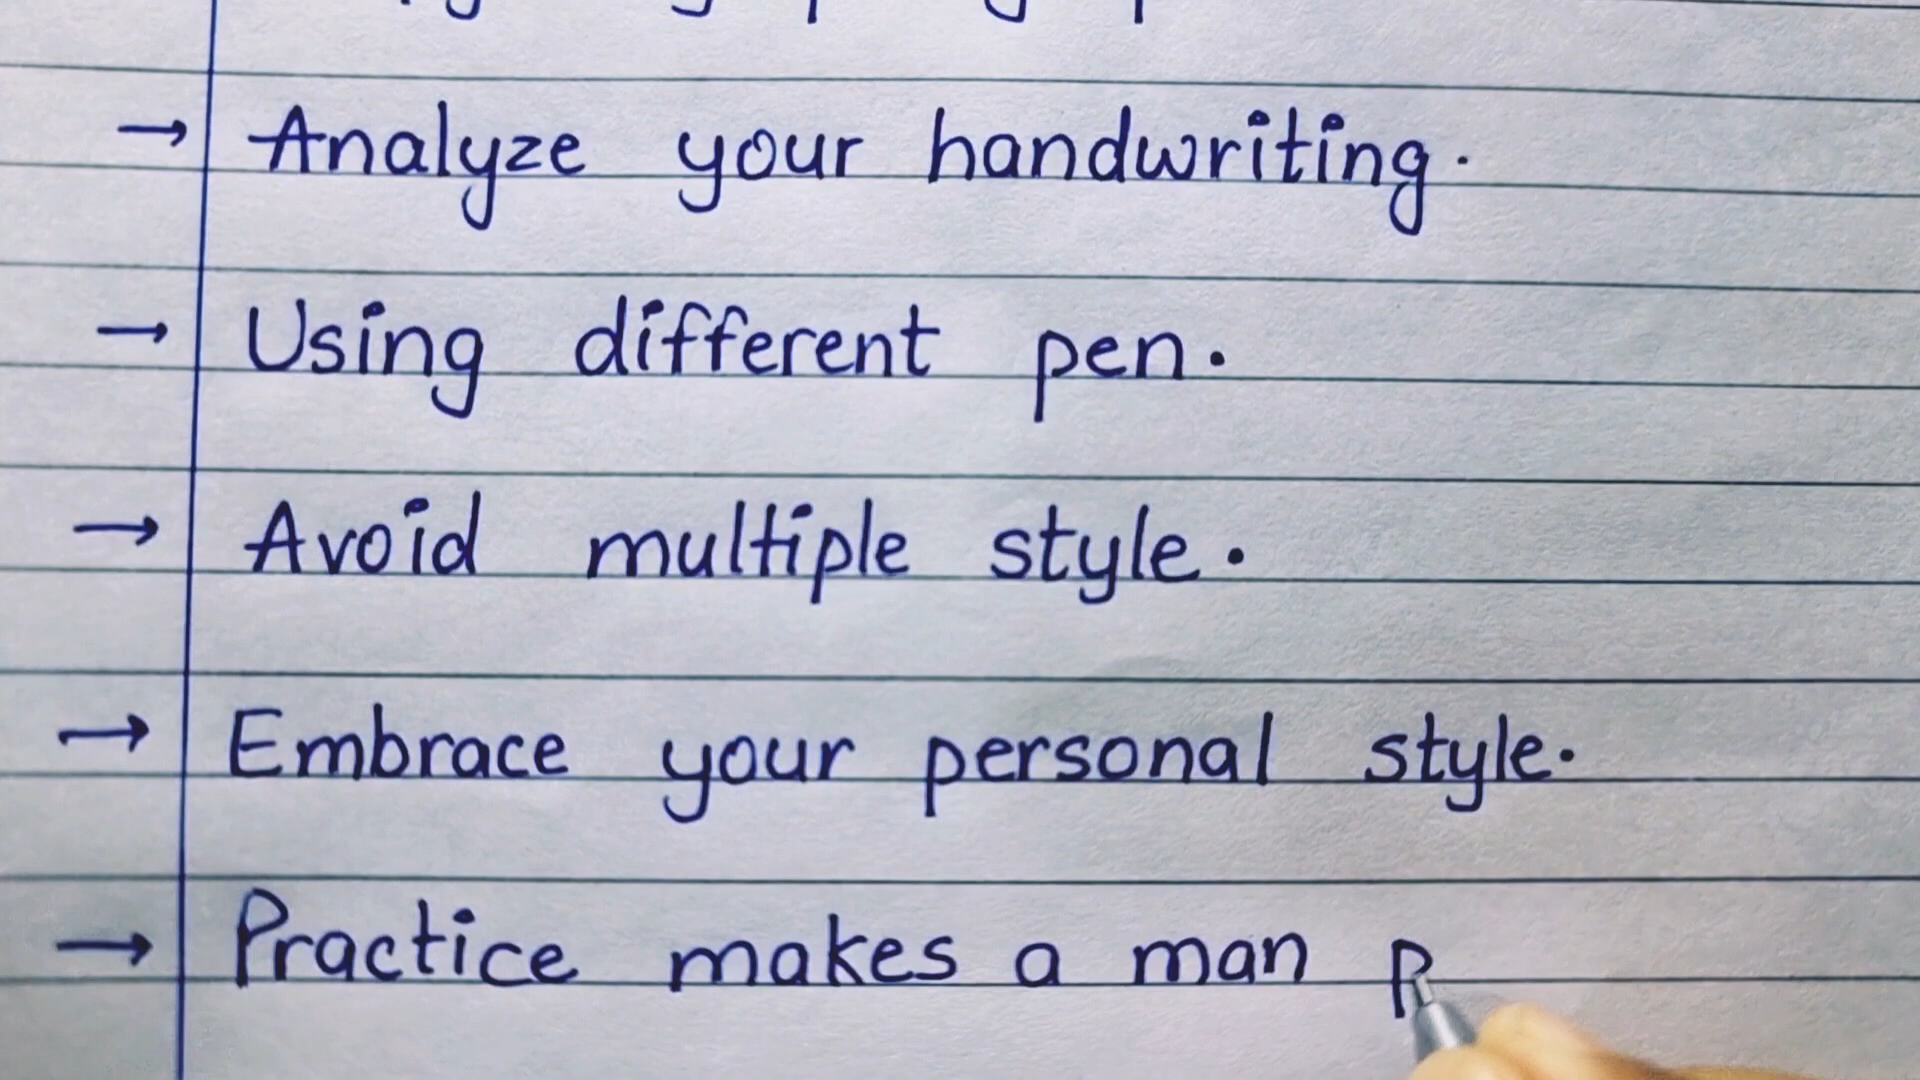 → Analyze your handwriting.
→ Using different pen.
→ Avoid multiple style.
→ Embrace your personal style.
→ Practice makes a man p